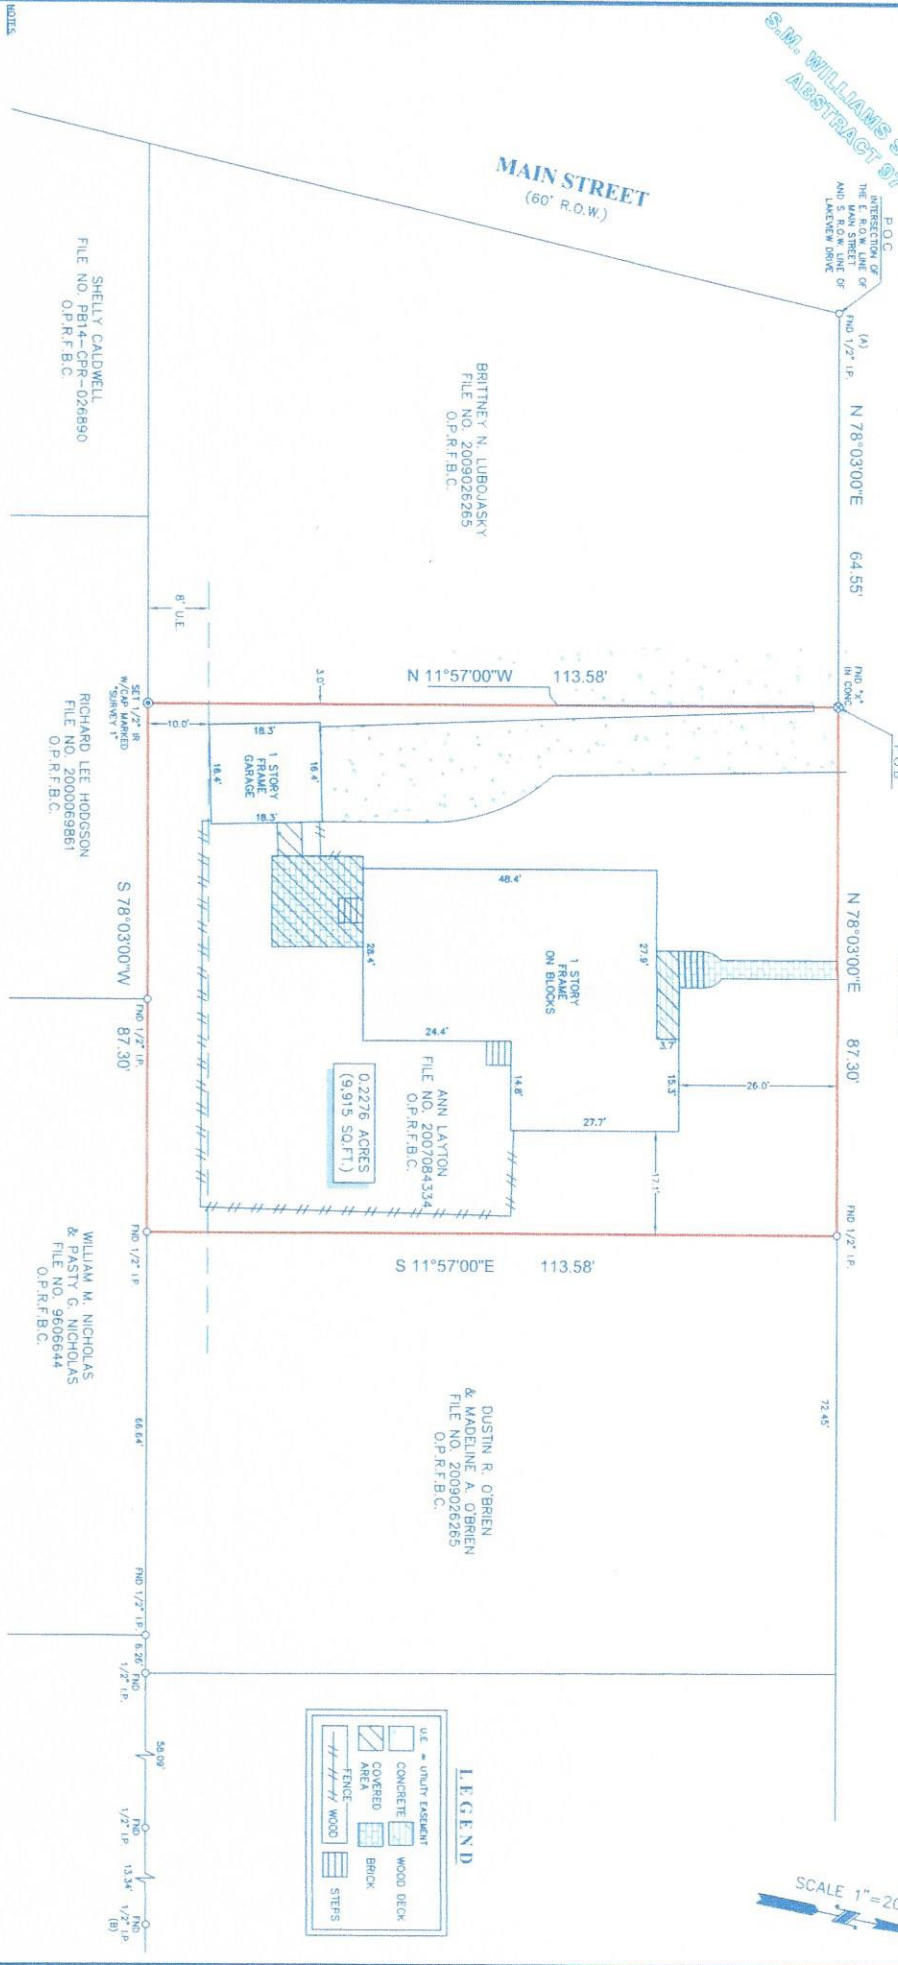 S.M. WILLIAMS S
ABSTRACT 97
P.O.C.
INTERSECTION OF
THE E. R.O.W. LINE OF
MAIN STREET
AND S R.O.W. LINE OF
LAKEVIEW DRIVE
MAIN STREET
(60' R.O.W.)
(A)
FND 1/2" I.P.
N 78°03'00"E 64.55'
FND "X"
IN CONC.
N 78°03'00"E 87.30'
FND 1/2" I.P.
72.45'
BRITTNEY N. LUBOJASKY
FILE NO. 2009026265
O.P.R.F.B.C.
N 11°57'00"W 113.58'
3.0'
18.3'
16.4'
1 STORY
FRAME
GARAGE
16.4'
18.3'
48.4'
27.9'
1 STORY
FRAME
ON BLOCKS
28.4'
24.4'
14.8'
27.7'
3.7'
15.3'
26.0'
17.1'
ANN LAYTON
FILE NO. 2007084334
O.P.R.F.B.C.
0.2276 ACRES
(9,915 SQ.FT.)
S 11°57'00"E 113.58'
DUSTIN R. O'BRIEN
& MADELINE A. O'BRIEN
FILE NO. 2009026265
O.P.R.F.B.C.
8' U.E.
10.0'
SET 1/2" IR
W/CAP MARKED
"SURVEY 1"
S 78°03'00"W 87.30'
FND 1/2" I.P.
FND 1/2" I.P.
66.64'
FND 1/2" I.P.
6.26'
FND
1/2" I.P.
58.09'
FND
1/2" I.P.
13.34'
FND
1/2" I.P.
(B)
SHELLY CALDWELL
FILE NO. PB14-CPR-026890
O.P.R.F.B.C.
RICHARD LEE HODGSON
FILE NO. 2000069861
O.P.R.F.B.C.
WILLIAM M. NICHOLAS
& PASTY G. NICHOLAS
FILE NO. 9606644
O.P.R.F.B.C.
LEGEND
U.E. = UTILITY EASEMENT
CONCRETE
WOOD DECK
COVERED
AREA
BRICK
FENCE
WOOD
STEPS
SCALE 1"=20
NOTES